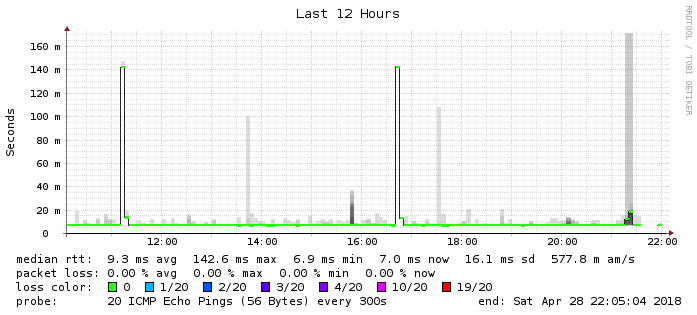 Last 12 Hours
RRDTOOL / TOBI OETIKER
Seconds
160 m
140 m
120 m
100 m
80 m
60 m
40 m
20 m
0
12:00 14:00 16:00 18:00 20:00 22:00
median rtt: 9.3 ms avg 142.6 ms max 6.9 ms min 7.0 ms now 16.1 ms sd 577.8 m am/s
packet loss: 0.00 % avg 0.00 % max 0.00 % min 0.00 % now
loss color: 0 1/20 2/20 3/20 4/20 10/20 19/20
probe: 20 ICMP Echo Pings (56 Bytes) every 300s end: Sat Apr 28 22:05:04 2018